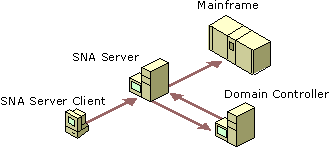 Mainframe
SNA Server
SNA Server Client
Domain Controller